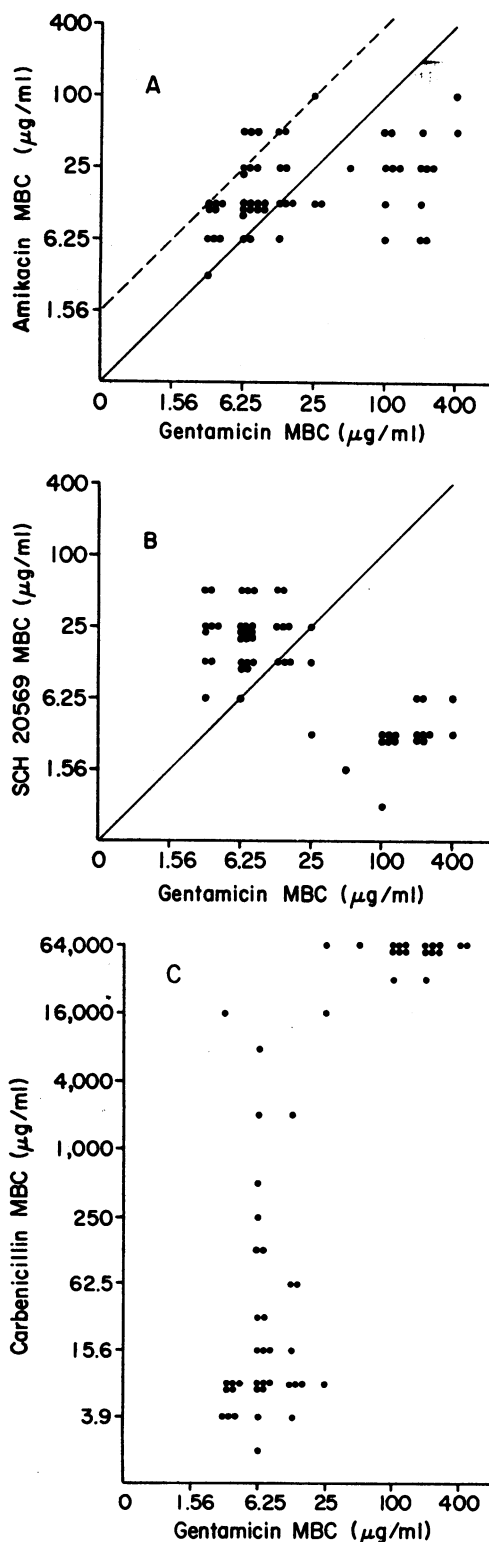 A
Amikacin MBC (μg/ml)
400
100
25
6.25
1.56
0 1.56 6.25 25 100 400
Gentamicin MBC (μg/ml)
B
SCH 20569 MBC (μg/ml)
400
100
25
6.25
1.56
0 1.56 6.25 25 100 400
Gentamicin MBC (μg/ml)
C
Carbenicillin MBC (μg/ml)
64,000
16,000
4,000
1,000
250
62.5
15.6
3.9
0 1.56 6.25 25 100 400
Gentamicin MBC (μg/ml)